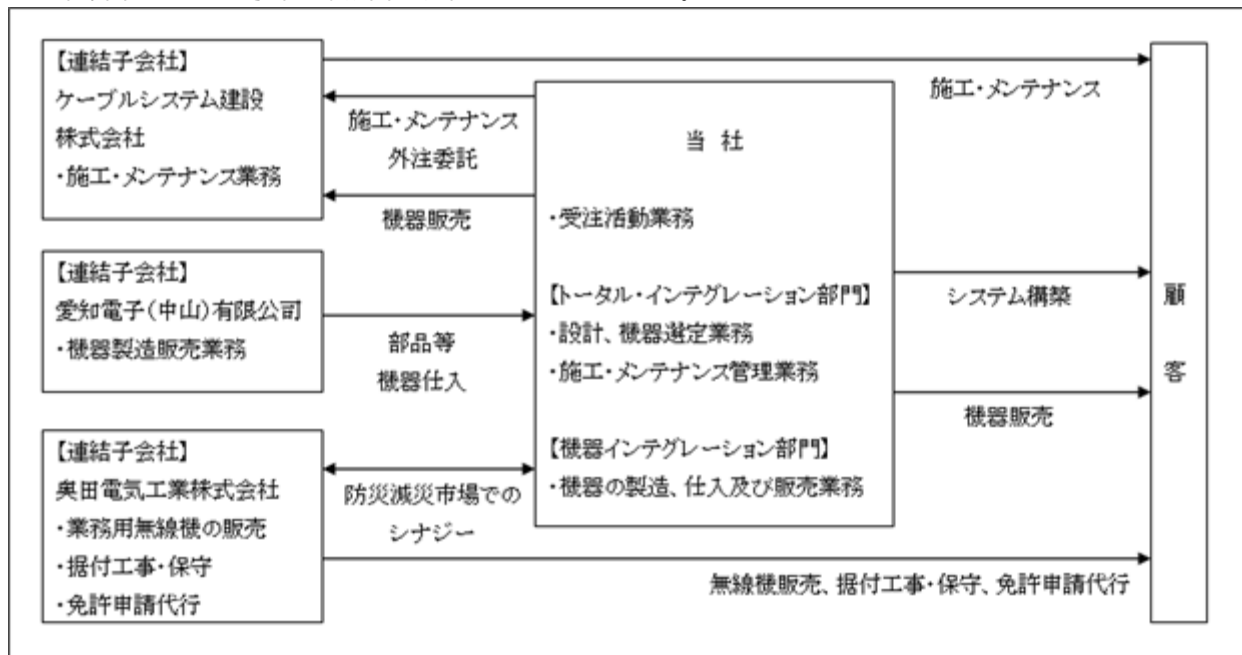 【連結子会社】
ケーブルシステム建設
株式会社
・施工・メンテナンス業務
施工・メンテナンス
外注委託
機器販売
施工・メンテナンス
【連結子会社】
愛知電子(中山)有限公司
・機器製造販売業務
部品等
機器仕入
【連結子会社】
奥田電気工業株式会社
・業務用無線機の販売
・据付工事・保守
・免許申請代行
防災減災市場での
シナジー
当 社
・受注活動業務
【トータル・インテグレーション部門】
・設計、機器選定業務
・施工・メンテナンス管理業務
【機器インテグレーション部門】
・機器の製造、仕入及び販売業務
システム構築
機器販売
無線機販売、据付工事・保守、免許申請代行
顧
客